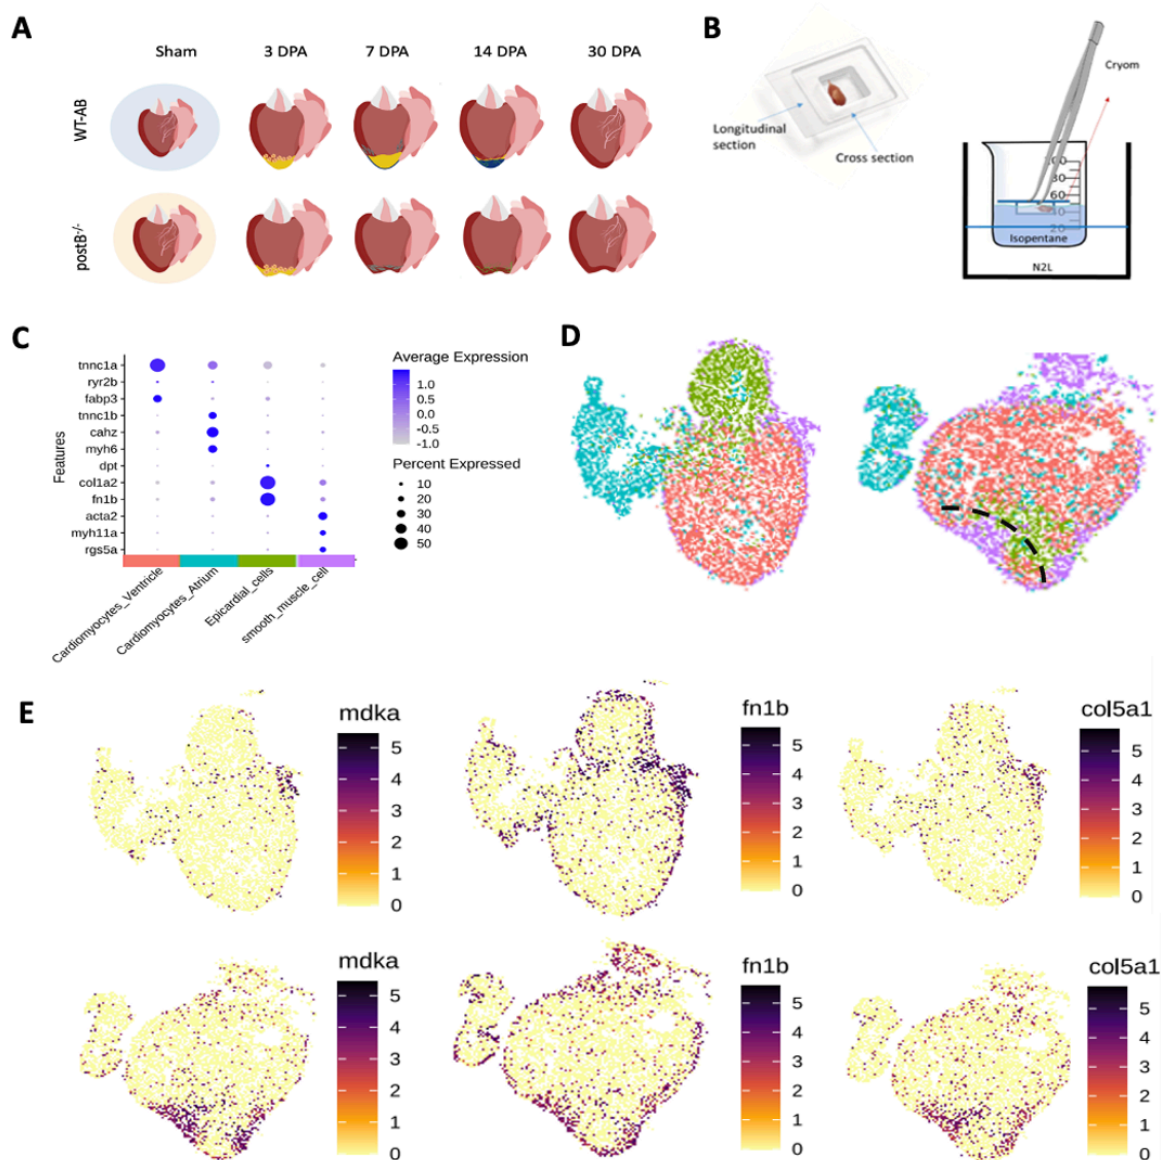 A
Sham
3 DPA
7 DPA
14 DPA
30 DPA
WT-AB
postB-/-
B
Longitudinal
section
Cross section
Cryom
60
Isopentane
N2L
C
Features
tnnc1a
ryr2b
fabp3
tnnc1b
cahz
myh6
dpt
col1a2
fn1b
acta2
myh11a
rgs5a
Cardiomyocytes_Ventricle
Cardiomyocytes_Atrium
Epicardial_cells
smooth_muscle_cell
Average Expression
1.0
0.5
0.0
-0.5
-1.0
Percent Expressed
10
20
30
40
50
D
E
mdka
5
4
3
2
1
0
fn1b
5
4
3
2
1
0
col5a1
5
4
3
2
1
0
mdka
5
4
3
2
1
0
fn1b
5
4
3
2
1
0
col5a1
5
4
3
2
1
0